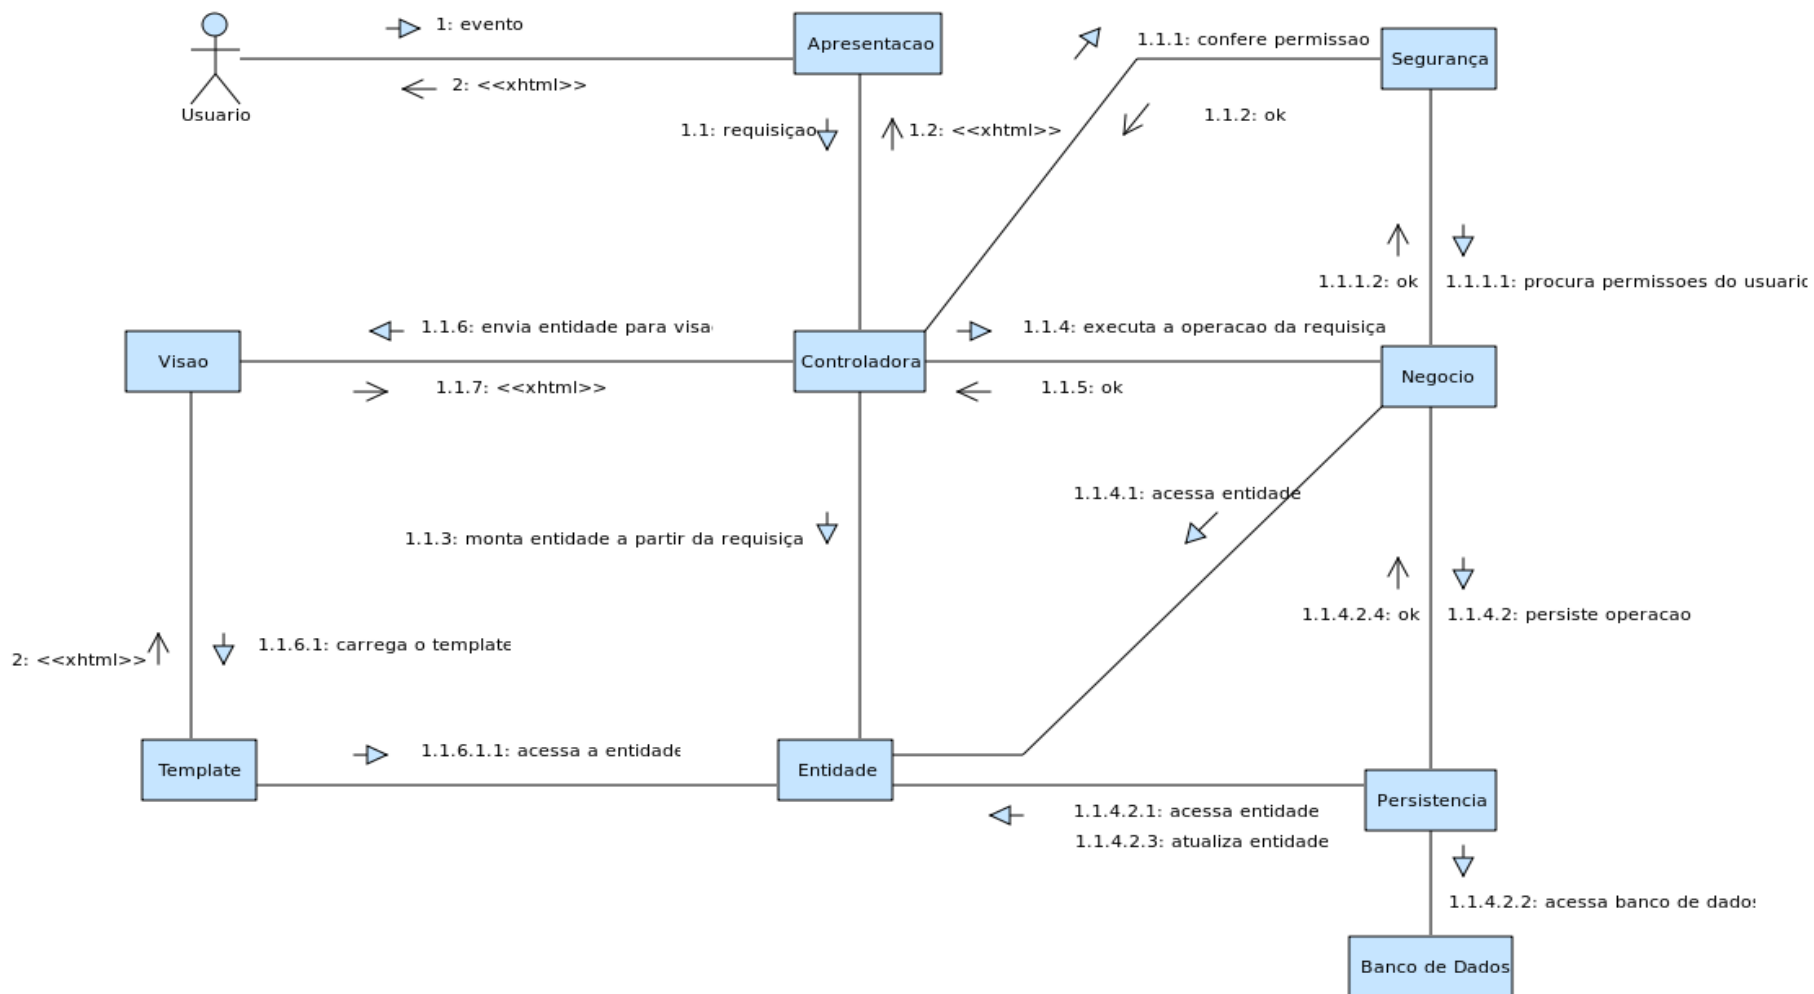 1: evento
Apresentacao
1.1.1: confere permissao
Segurança
2: <<xhtml>>
Usuario
1.1.2: ok
1.1: requisiçao
1.2: <<xhtml>>
1.1.1.2: ok
1.1.1.1: procura permissoes do usuario
1.1.6: envia entidade para visa
1.1.4: executa a operacao da requisiça
Visao
Controladora
Negocio
1.1.7: <<xhtml>>
1.1.5: ok
1.1.4.1: acessa entidade
1.1.3: monta entidade a partir da requisiça
1.1.4.2.4: ok
1.1.4.2: persiste operacao
1.1.6.1: carrega o template
2: <<xhtml>>
1.1.6.1.1: acessa a entidade
Template
Entidade
Persistencia
1.1.4.2.1: acessa entidade
1.1.4.2.3: atualiza entidade
1.1.4.2.2: acessa banco de dados
Banco de Dados